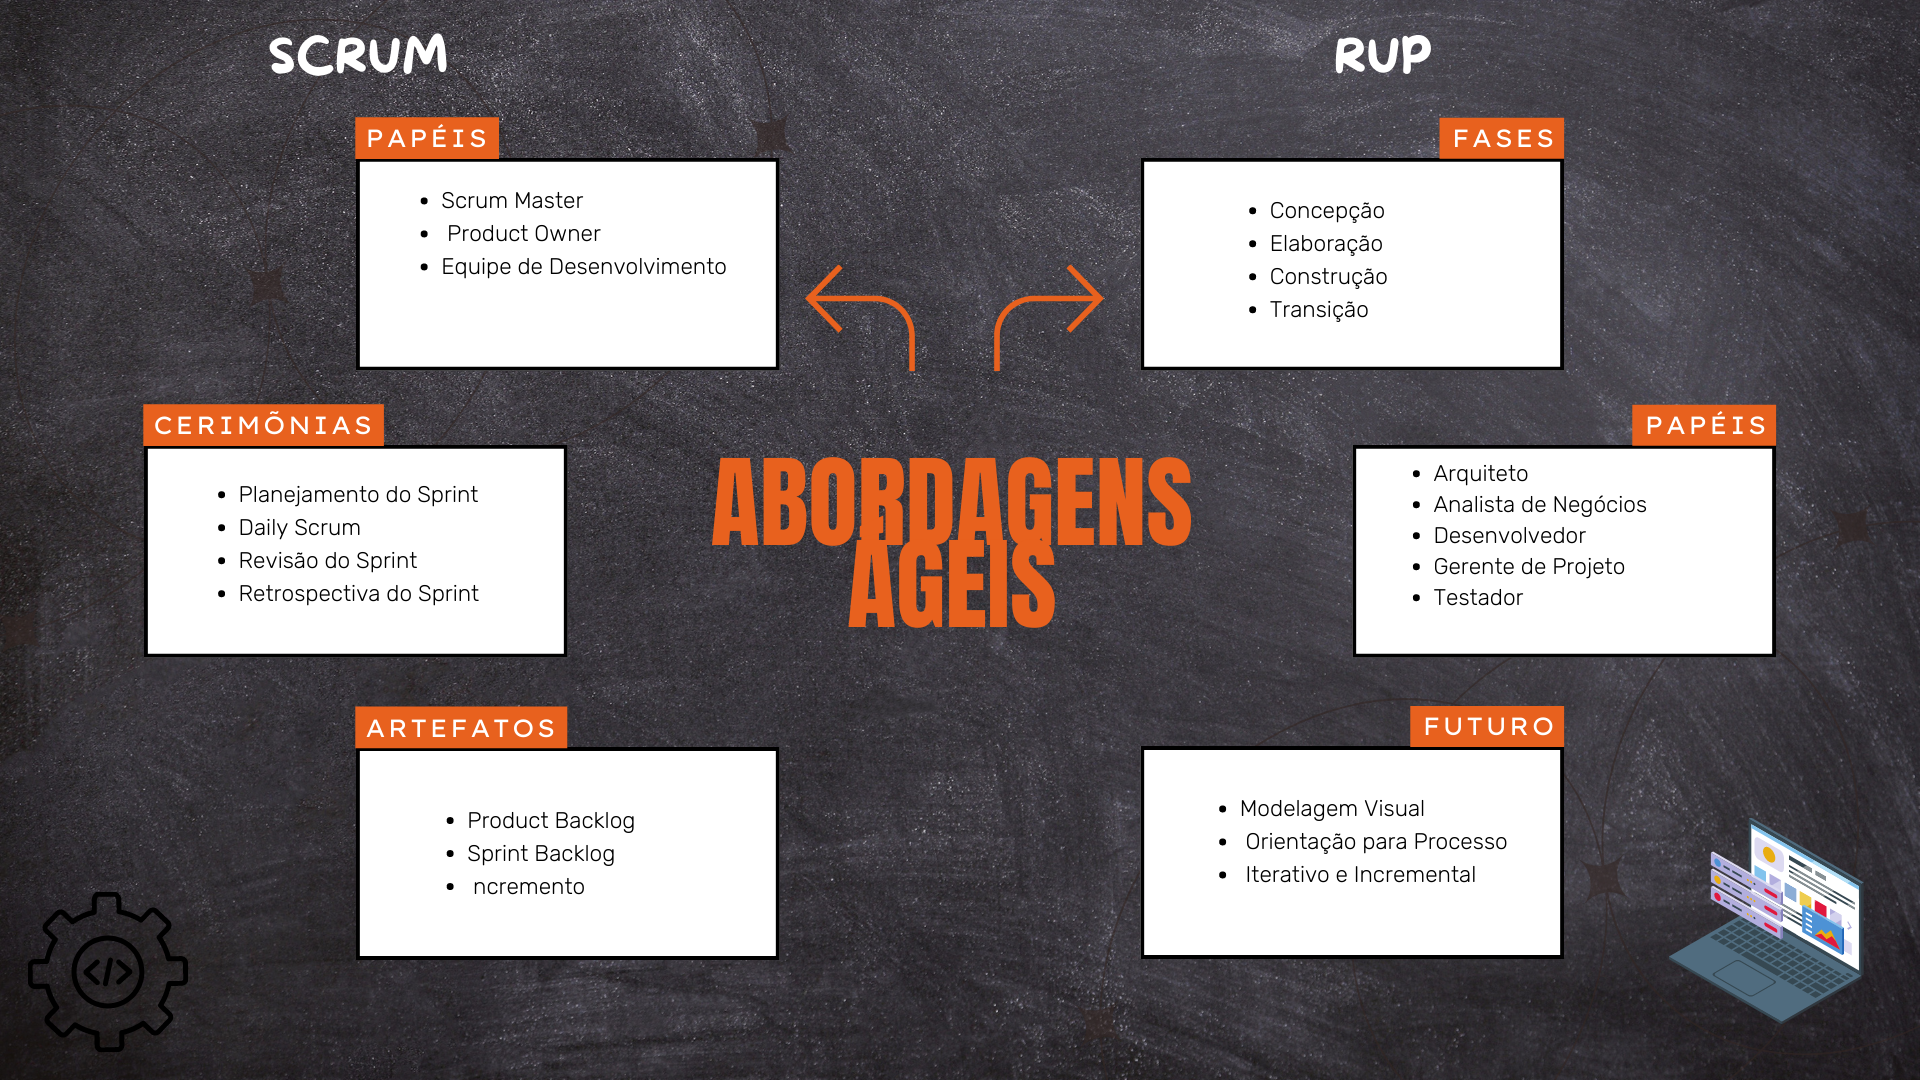 SCRUM
PAPÉIS
Scrum Master
Product Owner
Equipe de Desenvolvimento
CERIMÕNIAS
Planejamento do Sprint
Daily Scrum
Revisão do Sprint
Retrospectiva do Sprint
ARTEFATOS
Product Backlog
Sprint Backlog
ncremento
ABORDAGENS
ÁGEIS
RUP
FASES
Concepção
Elaboração
Construção
Transição
PAPÉIS
Arquiteto
Analista de Negócios
Desenvolvedor
Gerente de Projeto
Testador
FUTURO
Modelagem Visual
Orientação para Processo
Iterativo e Incremental